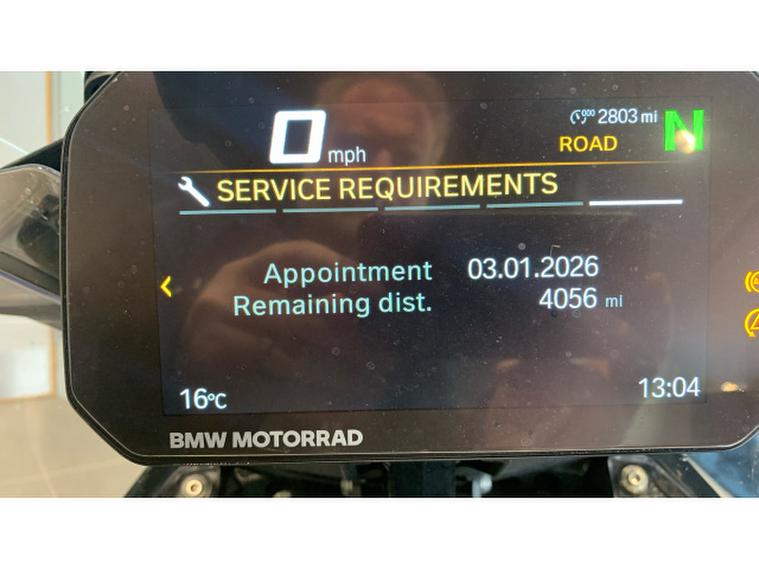 900 2803 mi N
0 mph ROAD
SERVICE REQUIREMENTS
Appointment 03.01.2026
Remaining dist. 4056 mi
16°C 13:04
BMW MOTORRAD